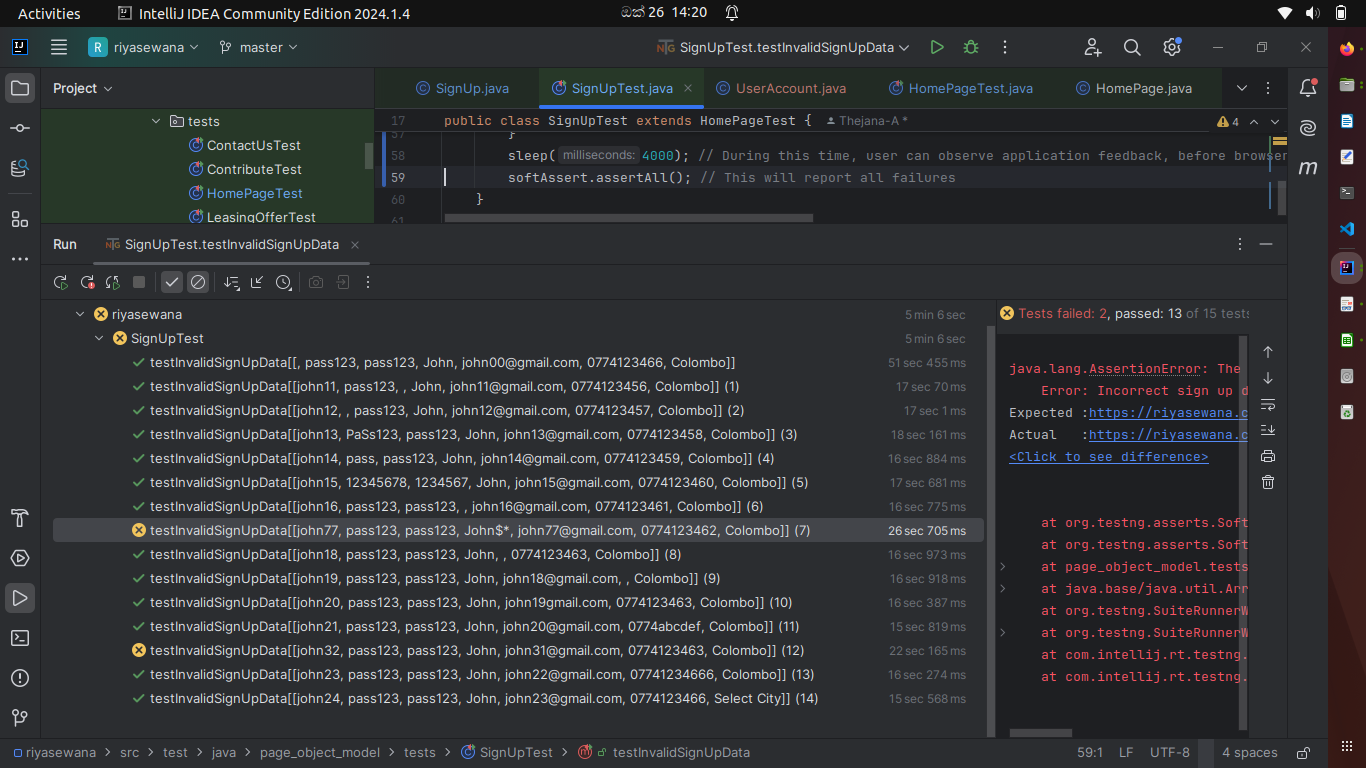 Activities IntelliJ IDEA Community Edition 2024.1.4 ඔක් 26 14:20
R riyasewana master SignUpTest.testInvalidSignUpData
Project SignUp.java SignUpTest.java UserAccount.java HomePageTest.java HomePage.java
17 public class SignUpTest extends HomePageTest { Thejana-A * 4
tests
57 }
ContactUsTest
58 sleep( milliseconds: 4000); // During this time, user can observe application feedback, before browser
ContributeTest
59 softAssert.assertAll(); // This will report all failures
HomePageTest
60 }
LeasingOfferTest
61
Run SignUpTest.testInvalidSignUpData
riyasewana 5 min 6 sec
SignUpTest 5 min 6 sec
testInvalidSignUpData[[, pass123, pass123, John, john00@gmail.com, 0774123466, Colombo]] 51 sec 455 ms
testInvalidSignUpData[[john11, pass123, , John, john11@gmail.com, 0774123456, Colombo]] (1) 17 sec 70 ms
testInvalidSignUpData[[john12, , pass123, John, john12@gmail.com, 0774123457, Colombo]] (2) 17 sec 1 ms
testInvalidSignUpData[[john13, PaSs123, pass123, John, john13@gmail.com, 0774123458, Colombo]] (3) 18 sec 161 ms
testInvalidSignUpData[[john14, pass, pass123, John, john14@gmail.com, 0774123459, Colombo]] (4) 16 sec 884 ms
testInvalidSignUpData[[john15, 12345678, 1234567, John, john15@gmail.com, 0774123460, Colombo]] (5) 17 sec 681 ms
testInvalidSignUpData[[john16, pass123, pass123, , john16@gmail.com, 0774123461, Colombo]] (6) 16 sec 775 ms
testInvalidSignUpData[[john77, pass123, pass123, John$*, john77@gmail.com, 0774123462, Colombo]] (7) 26 sec 705 ms
testInvalidSignUpData[[john18, pass123, pass123, John, , 0774123463, Colombo]] (8) 16 sec 973 ms
testInvalidSignUpData[[john19, pass123, pass123, John, john18@gmail.com, , Colombo]] (9) 16 sec 918 ms
testInvalidSignUpData[[john20, pass123, pass123, John, john19gmail.com, 0774123463, Colombo]] (10) 16 sec 387 ms
testInvalidSignUpData[[john21, pass123, pass123, John, john20@gmail.com, 0774abcdef, Colombo]] (11) 15 sec 819 ms
testInvalidSignUpData[[john32, pass123, pass123, John, john31@gmail.com, 0774123463, Colombo]] (12) 22 sec 165 ms
testInvalidSignUpData[[john23, pass123, pass123, John, john22@gmail.com, 07741234666, Colombo]] (13) 16 sec 274 ms
testInvalidSignUpData[[john24, pass123, pass123, John, john23@gmail.com, 0774123466, Select City]] (14) 15 sec 568 ms
Tests failed: 2, passed: 13 of 15 tests
java.lang.AssertionError: The
Error: Incorrect sign up d
Expected :https://riyasewana.c
Actual :https://riyasewana.c
<Click to see difference>
at org.testng.asserts.Soft
at org.testng.asserts.Soft
at page_object_model.tests
at java.base/java.util.Arr
at org.testng.SuiteRunnerW
at org.testng.SuiteRunnerW
at com.intellij.rt.testng.
at com.intellij.rt.testng.
riyasewana > src > test > java > page_object_model > tests > SignUpTest > testInvalidSignUpData 59:1 LF UTF-8 4 spaces